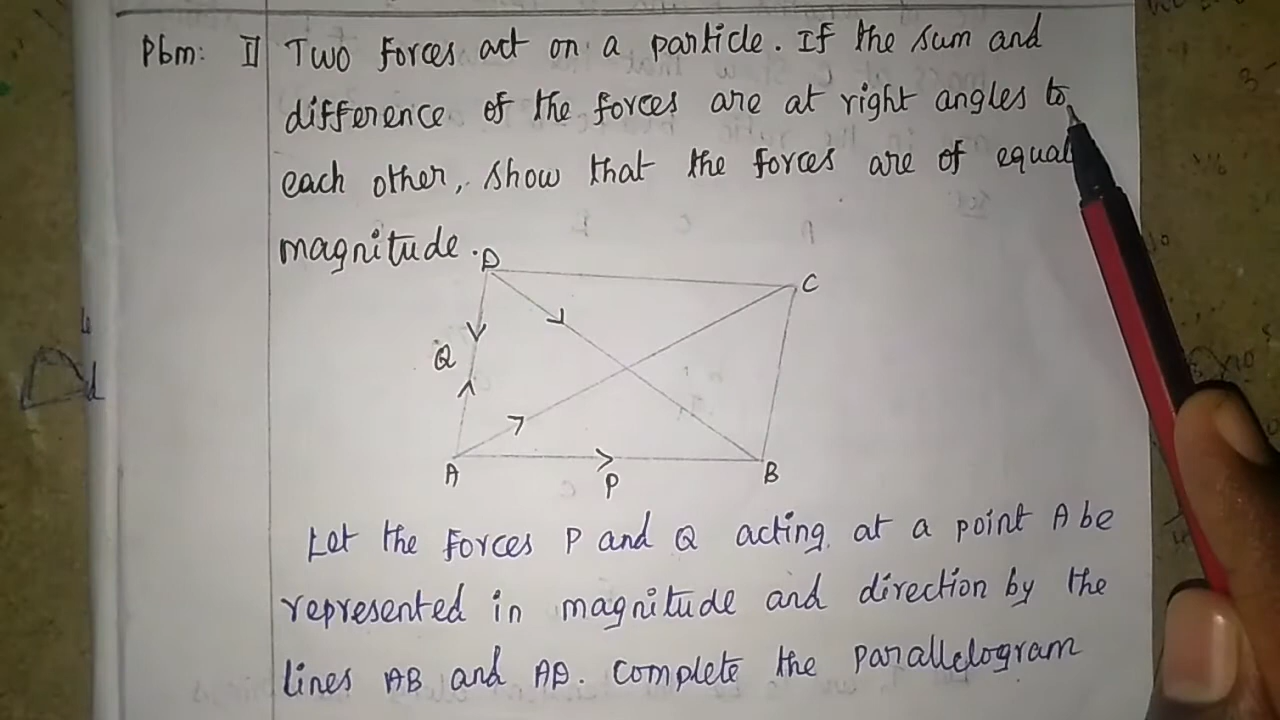 Pbm: II Two forces act on a particle. If the sum and
difference of the forces are at right angles to
each other, show that the forces are of equal
magnitude.
D
C
Q
A
P
B
Let the forces P and Q acting at a point A be
represented in magnitude and direction by the
lines AB and AD. Complete the parallelogram